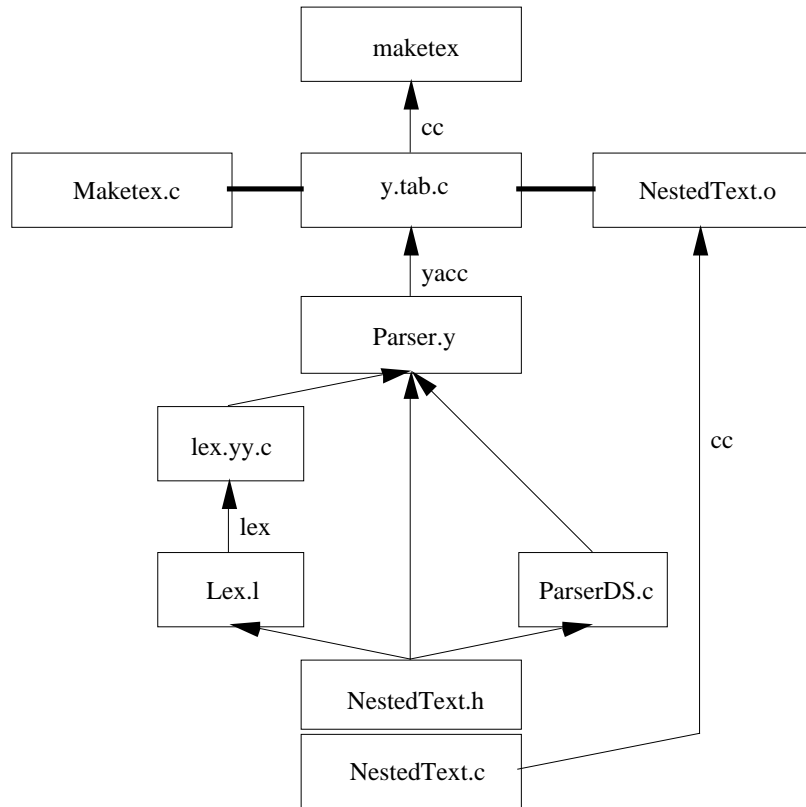 maketex
cc
Maketex.c
y.tab.c
NestedText.o
yacc
Parser.y
lex.yy.c
cc
lex
Lex.l
ParserDS.c
NestedText.h
NestedText.c